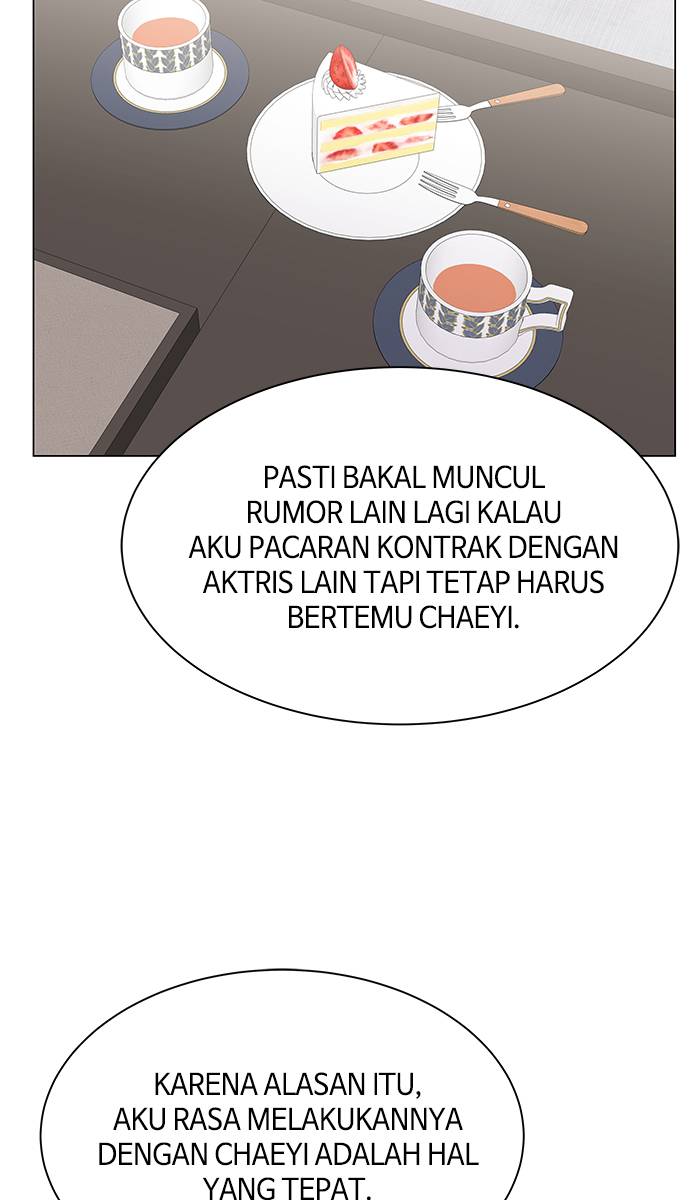 PASTI BAKAL MUNCUL
RUMOR LAIN LAGI KALAU
AKU PACARAN KONTRAK DENGAN
AKTRIS LAIN TAPI TETAP HARUS
BERTEMU CHAEYI.
KARENA ALASAN ITU,
AKU RASA MELAKUKANNYA
DENGAN CHAEYI ADALAH HAL
YANG TEPAT.